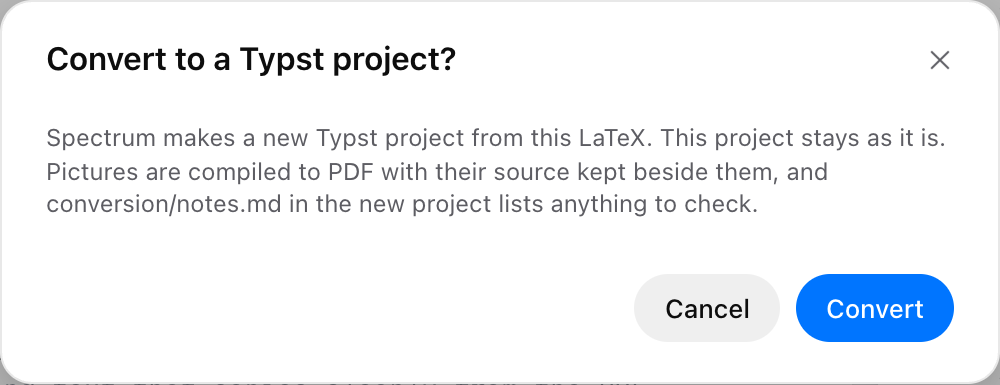 Convert to a Typst project?
Spectrum makes a new Typst project from this LaTeX. This project stays as it is.
Pictures are compiled to PDF with their source kept beside them, and
conversion/notes.md in the new project lists anything to check.
Cancel
Convert